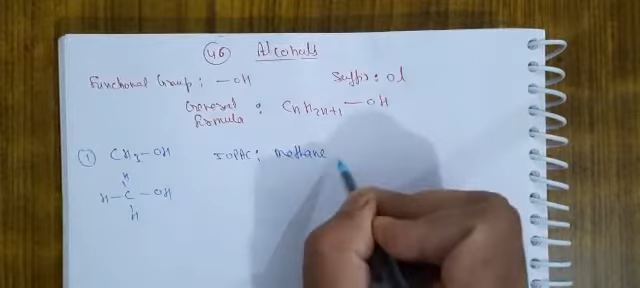 46 Alcohols
Functional Group: -OH Suffix: ol
General Formula : CnH2n+1-OH
1 CH3-OH IUPAC: Methane
H
H-C-OH
H